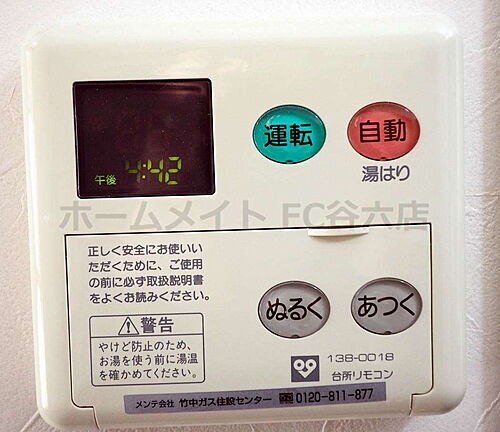 運転
自動
湯はり
午後 4:42
ホームメイト FC谷六店
正しく安全にお使いい
ただくために、ご使用
の前に必ず取扱説明書
をよくお読みください。
ぬるく
あつく
警告
やけど防止のため、
お湯を使う前に湯温
を確かめてください。
138-0018
台所リモコン
メンテ会社 竹中ガス住設センター 0120-811-877